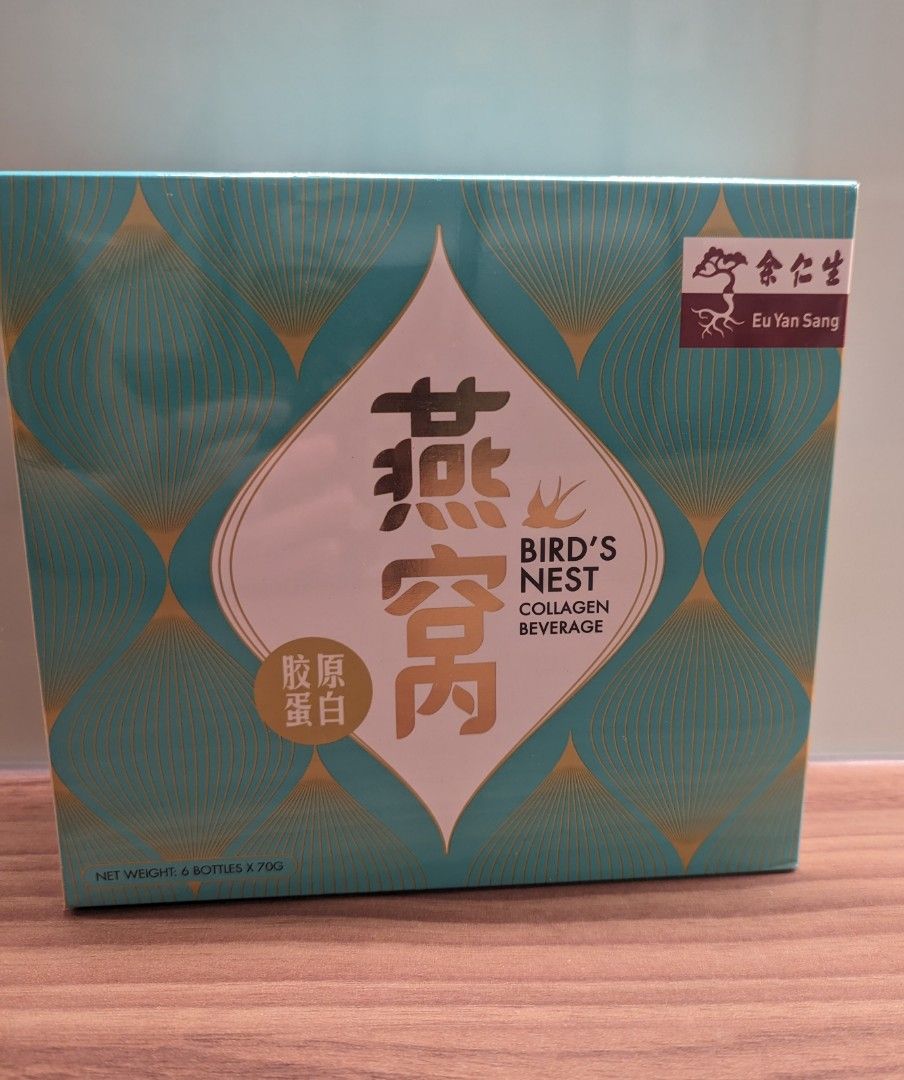 余仁生
Eu Yan Sang
燕窝
BIRD'S
NEST
COLLAGEN
BEVERAGE
胶原
蛋白
NET WEIGHT: 6 BOTTLES X 70G